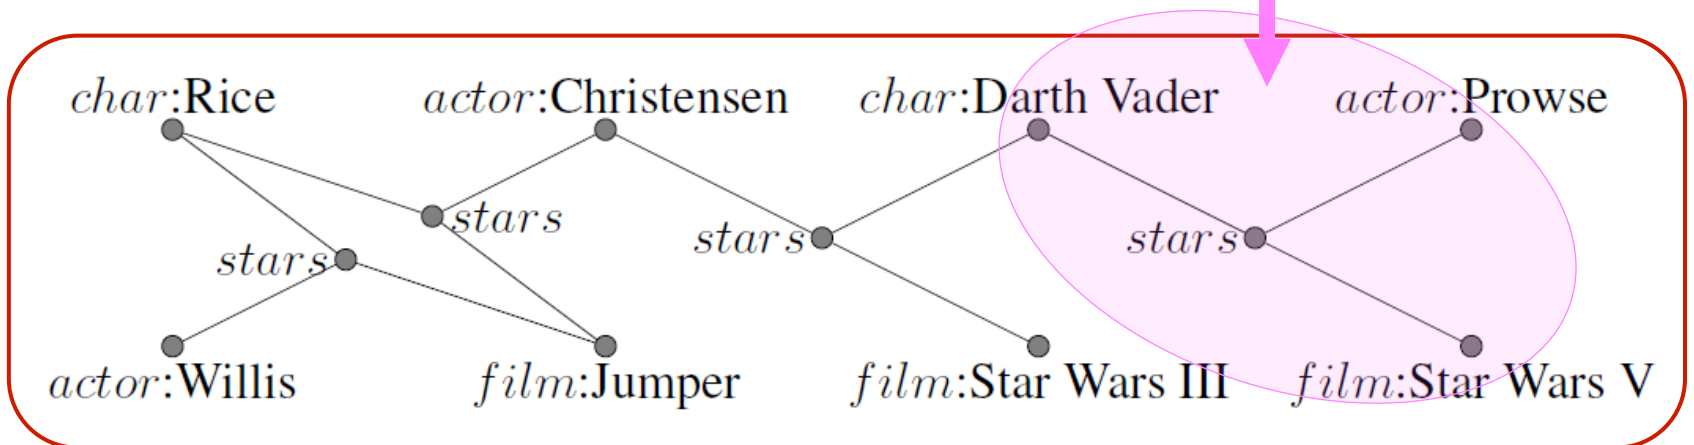 char:Rice actor:Christensen char:Darth Vader actor:Prowse
stars
stars stars stars
actor:Willis film:Jumper film:Star Wars III film:Star Wars V